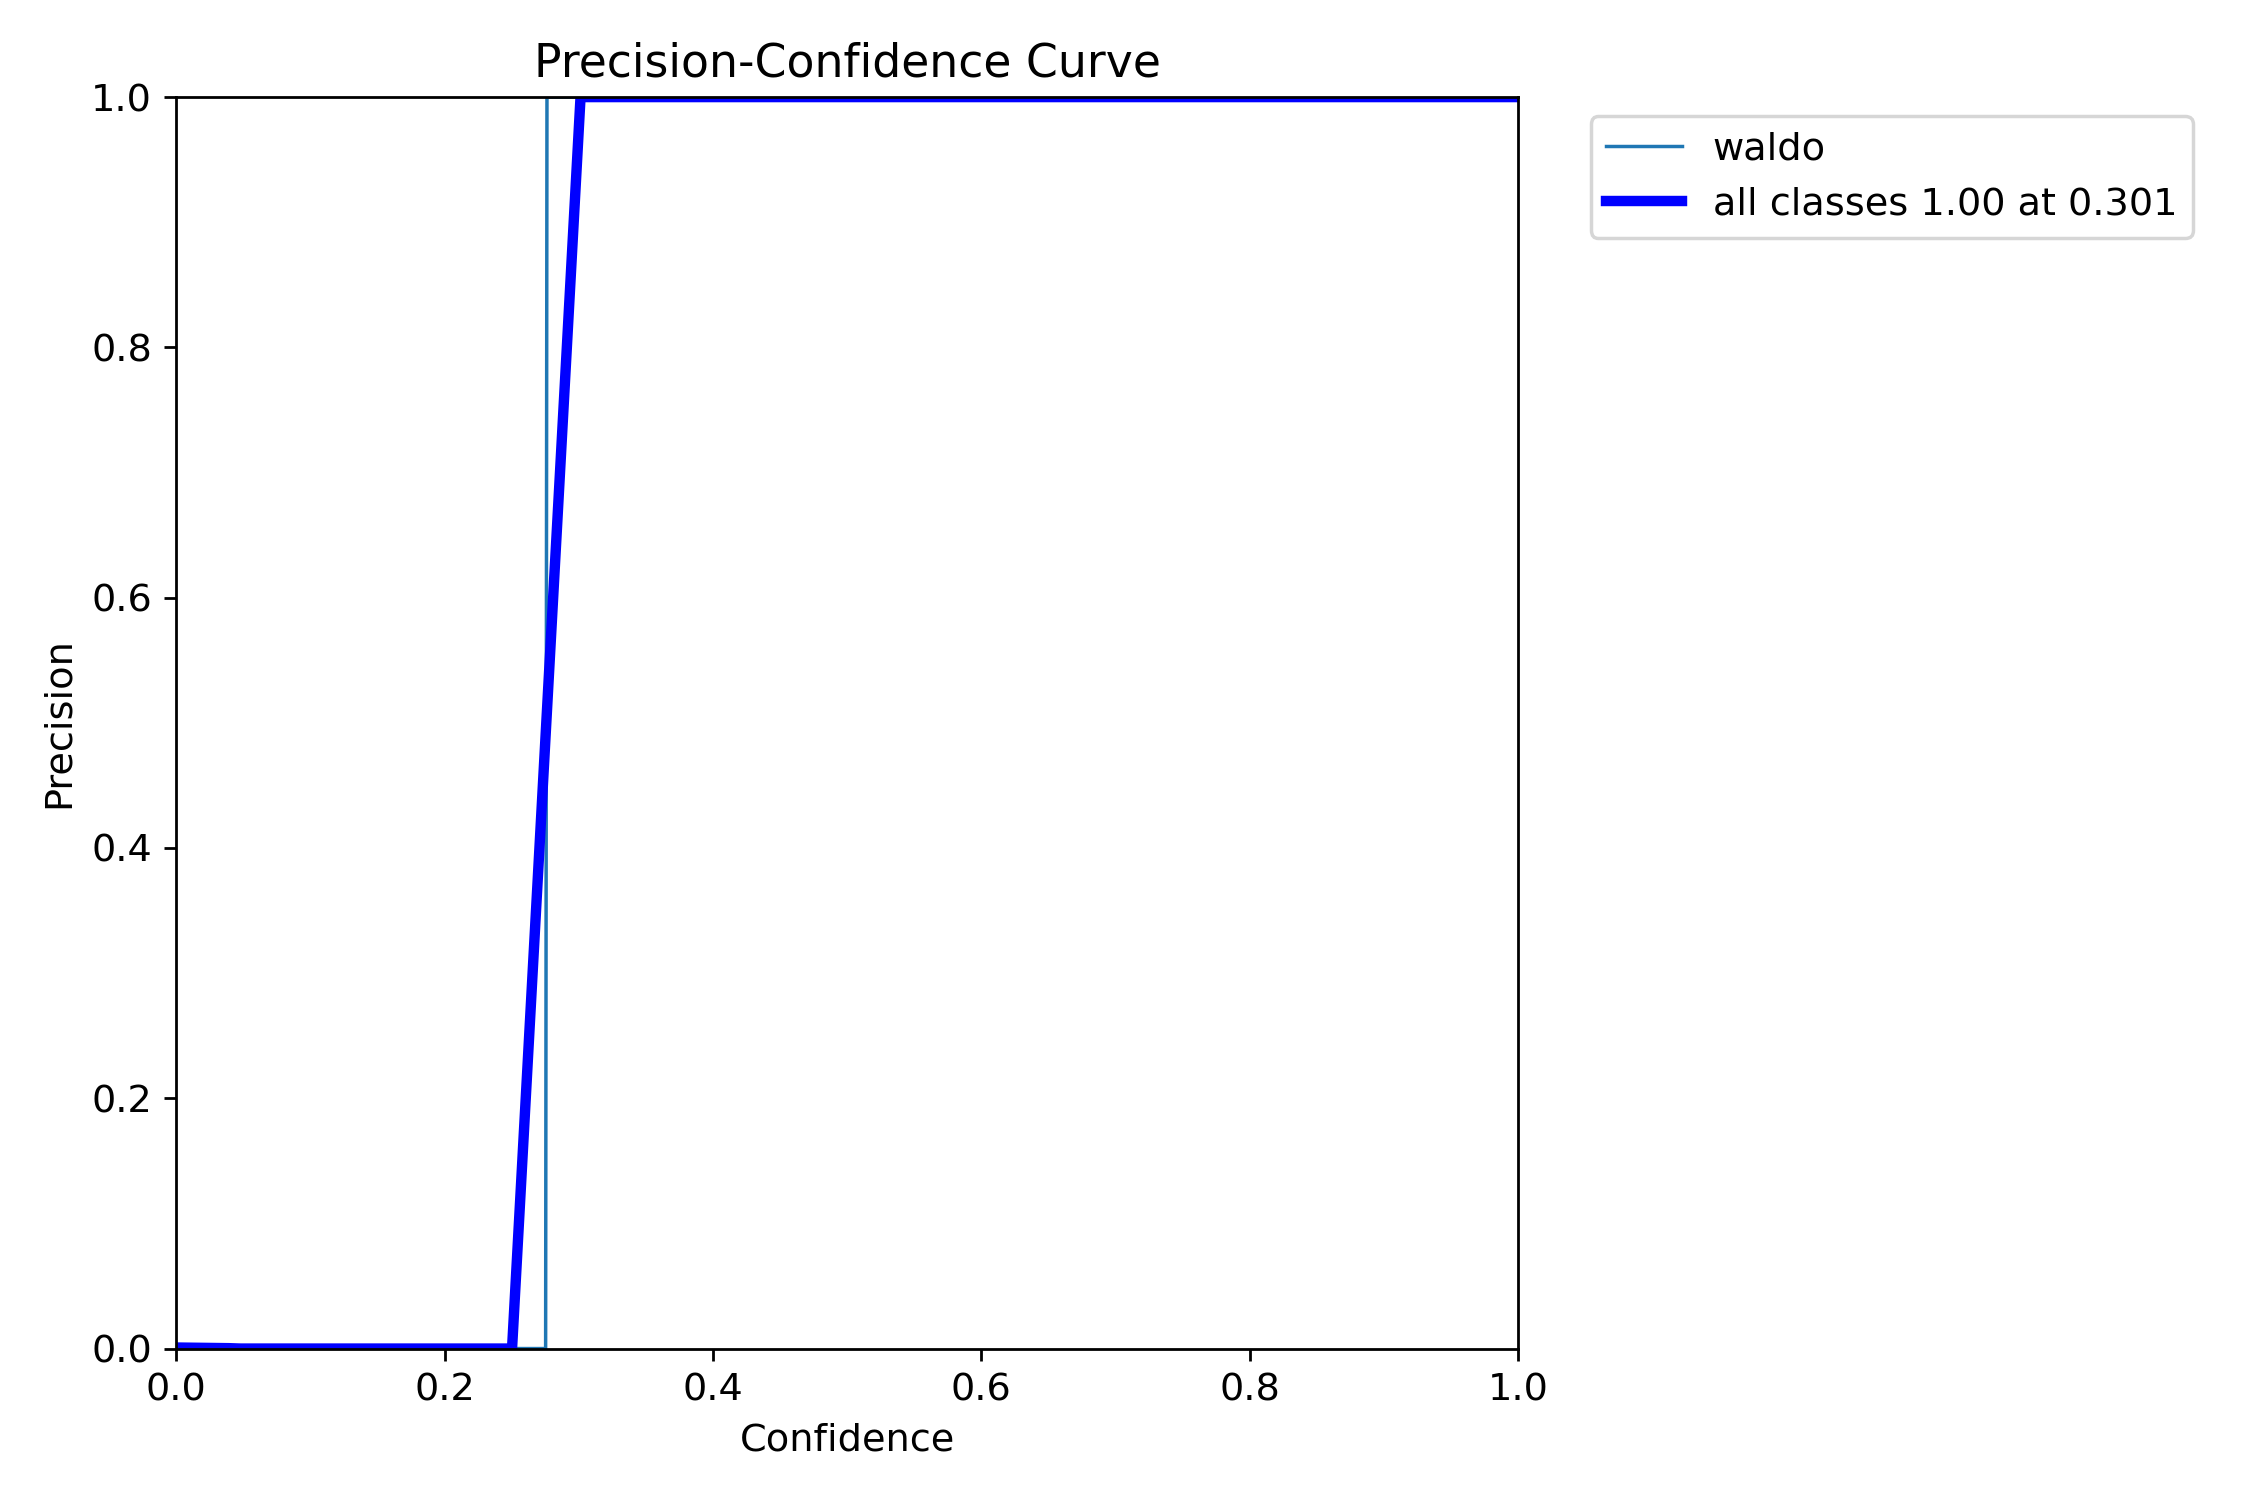 Precision-Confidence Curve
1.0
0.8
0.6
0.4
0.2
0.0
Precision
0.0 0.2 0.4 0.6 0.8 1.0
Confidence
waldo
all classes 1.00 at 0.301